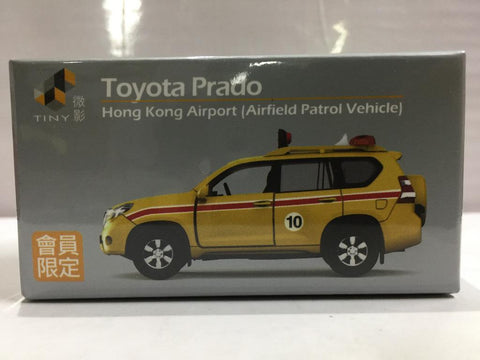 Toyota Prado
Hong Kong Airport (Airfield Patrol Vehicle)
TINY 微影
10
會員
限定